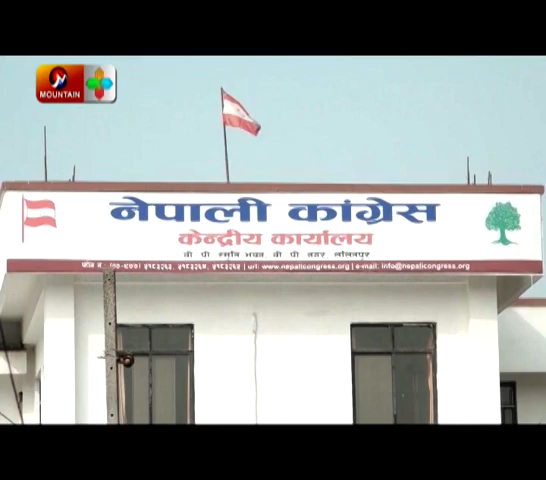 MOUNTAIN
नेपाली कांग्रेस
केन्द्रीय कार्यालय
वी पी स्मृति भवन वी पी नगर ललितपुर
फोन नं. url: www.nepalicongress.org | e-mail: info@nepalicongress.org